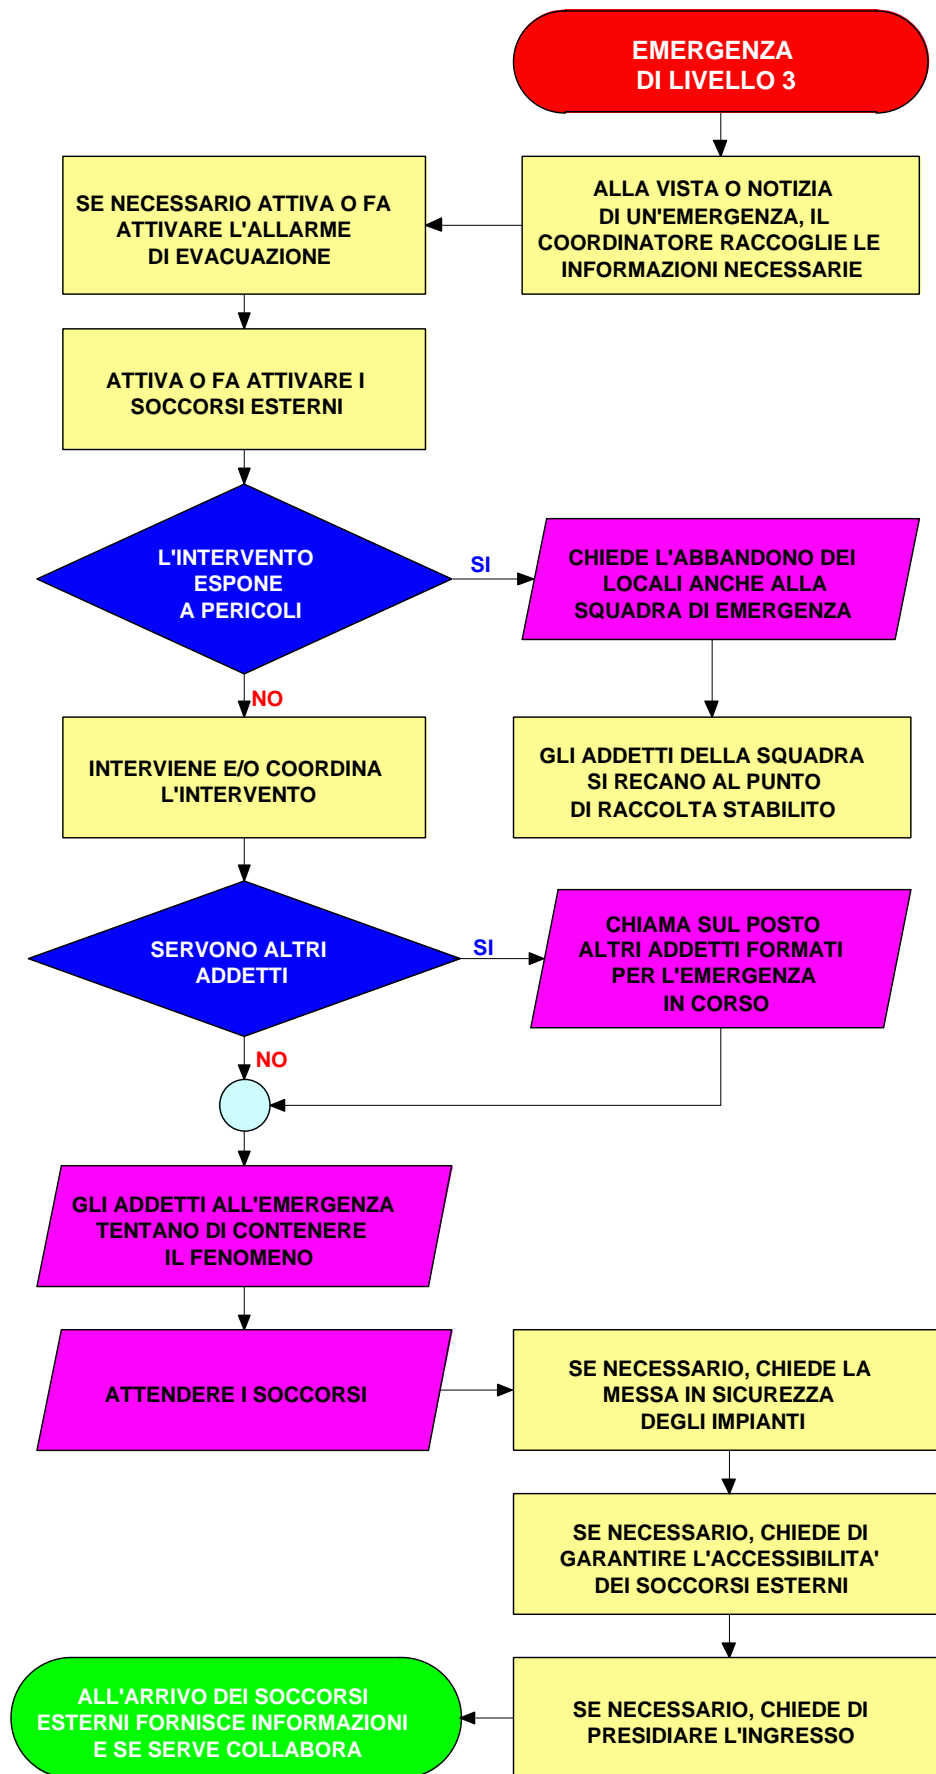 EMERGENZA
DI LIVELLO 3
ALLA VISTA O NOTIZIA
DI UN'EMERGENZA, IL
COORDINATORE RACCOGLIE LE
INFORMAZIONI NECESSARIE
SE NECESSARIO ATTIVA O FA
ATTIVARE L'ALLARME
DI EVACUAZIONE
ATTIVA O FA ATTIVARE I
SOCCORSI ESTERNI
L'INTERVENTO
ESPONE
A PERICOLI
SI
CHIEDE L'ABBANDONO DEI
LOCALI ANCHE ALLA
SQUADRA DI EMERGENZA
GLI ADDETTI DELLA SQUADRA
SI RECANO AL PUNTO
DI RACCOLTA STABILITO
NO
INTERVIENE E/O COORDINA
L'INTERVENTO
SERVONO ALTRI
ADDETTI
SI
CHIAMA SUL POSTO
ALTRI ADDETTI FORMATI
PER L'EMERGENZA
IN CORSO
NO
GLI ADDETTI ALL'EMERGENZA
TENTANO DI CONTENERE
IL FENOMENO
ATTENDERE I SOCCORSI
SE NECESSARIO, CHIEDE LA
MESSA IN SICUREZZA
DEGLI IMPIANTI
SE NECESSARIO, CHIEDE DI
GARANTIRE L'ACCESSIBILITA'
DEI SOCCORSI ESTERNI
SE NECESSARIO, CHIEDE DI
PRESIDIARE L'INGRESSO
ALL'ARRIVO DEI SOCCORSI
ESTERNI FORNISCE INFORMAZIONI
E SE SERVE COLLABORA